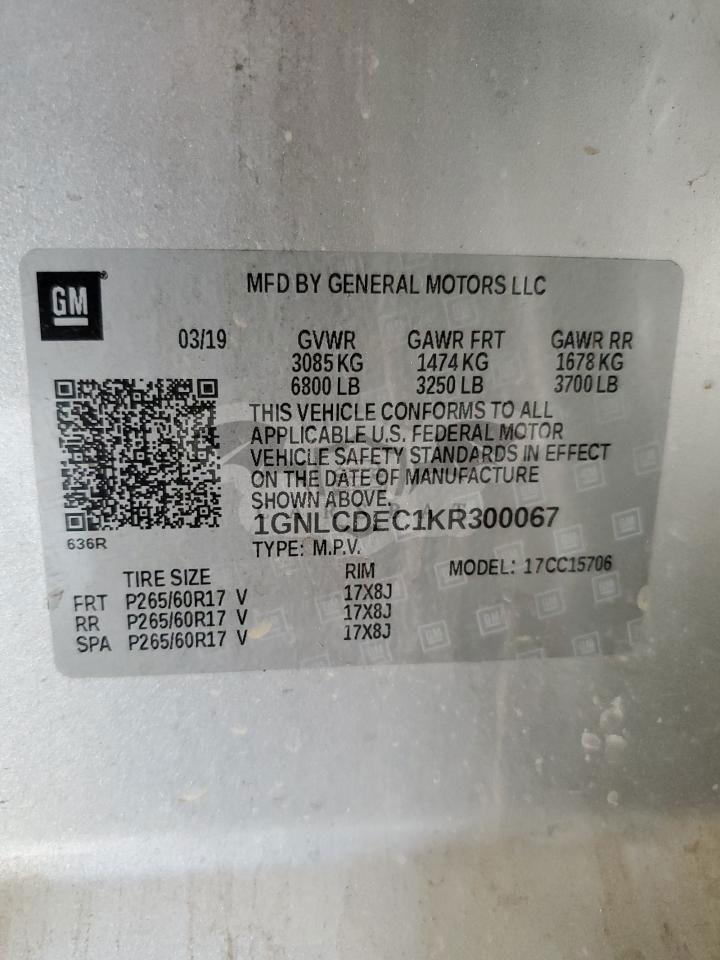 GM ®
MFD BY GENERAL MOTORS LLC
03/19 GVWR GAWR FRT GAWR RR
3085 KG 1474 KG 1678 KG
6800 LB 3250 LB 3700 LB
THIS VEHICLE CONFORMS TO ALL
APPLICABLE U.S. FEDERAL MOTOR
VEHICLE SAFETY STANDARDS IN EFFECT
ON THE DATE OF MANUFACTURE
SHOWN ABOVE.
1GNLCDEC1KR300067
636R
TYPE: M.P.V. MODEL: 17CC15706
TIRE SIZE RIM
FRT P265/60R17 V 17X8J
RR P265/60R17 V 17X8J
SPA P265/60R17 V 17X8J